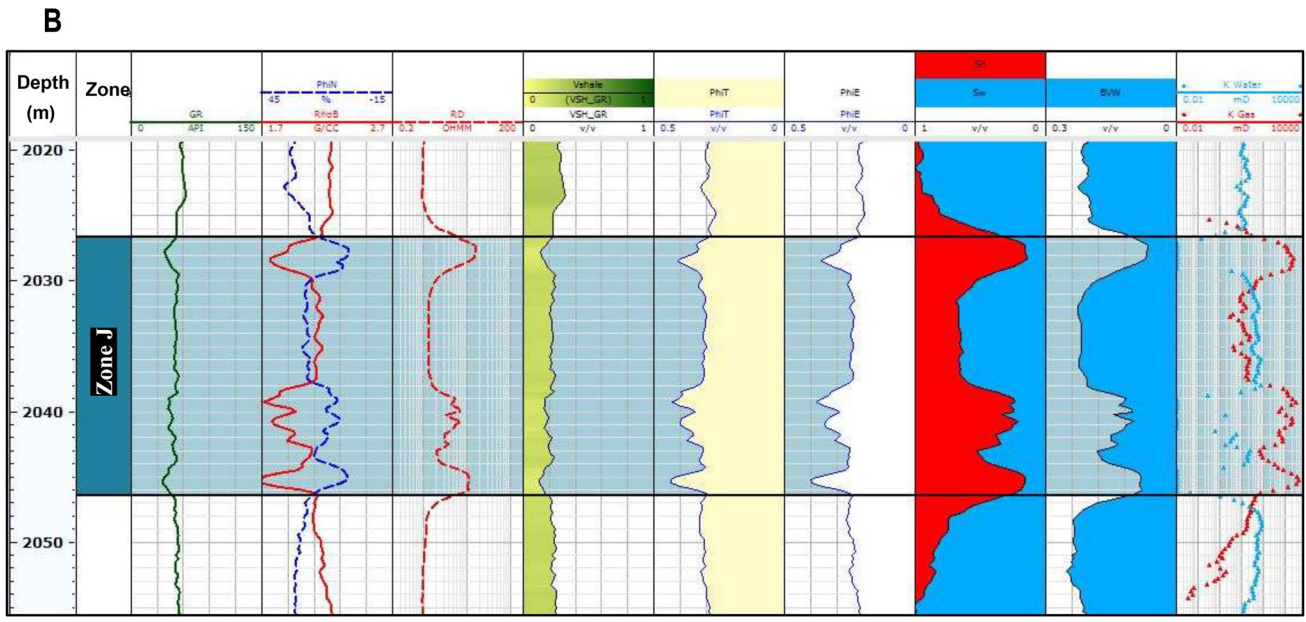 B
Depth
(m)
Zone
GR
0 API 150
PhiN
45 % -15
RhoB
1.7 G/CC 2.7
RD
0.2 OHMM 200
Vshale
0 (VSH_GR) 1
VSH_GR
0 v/v 1
PhiT
PhiT
0.5 v/v 0
PhiE
PhiE
0.5 v/v 0
Sh
Sw
1 v/v 0
BVW
0.3 v/v 0
K Water
0.01 mD 10000
K Gas
0.01 mD 10000
2020
2030
Zone J
2040
2050